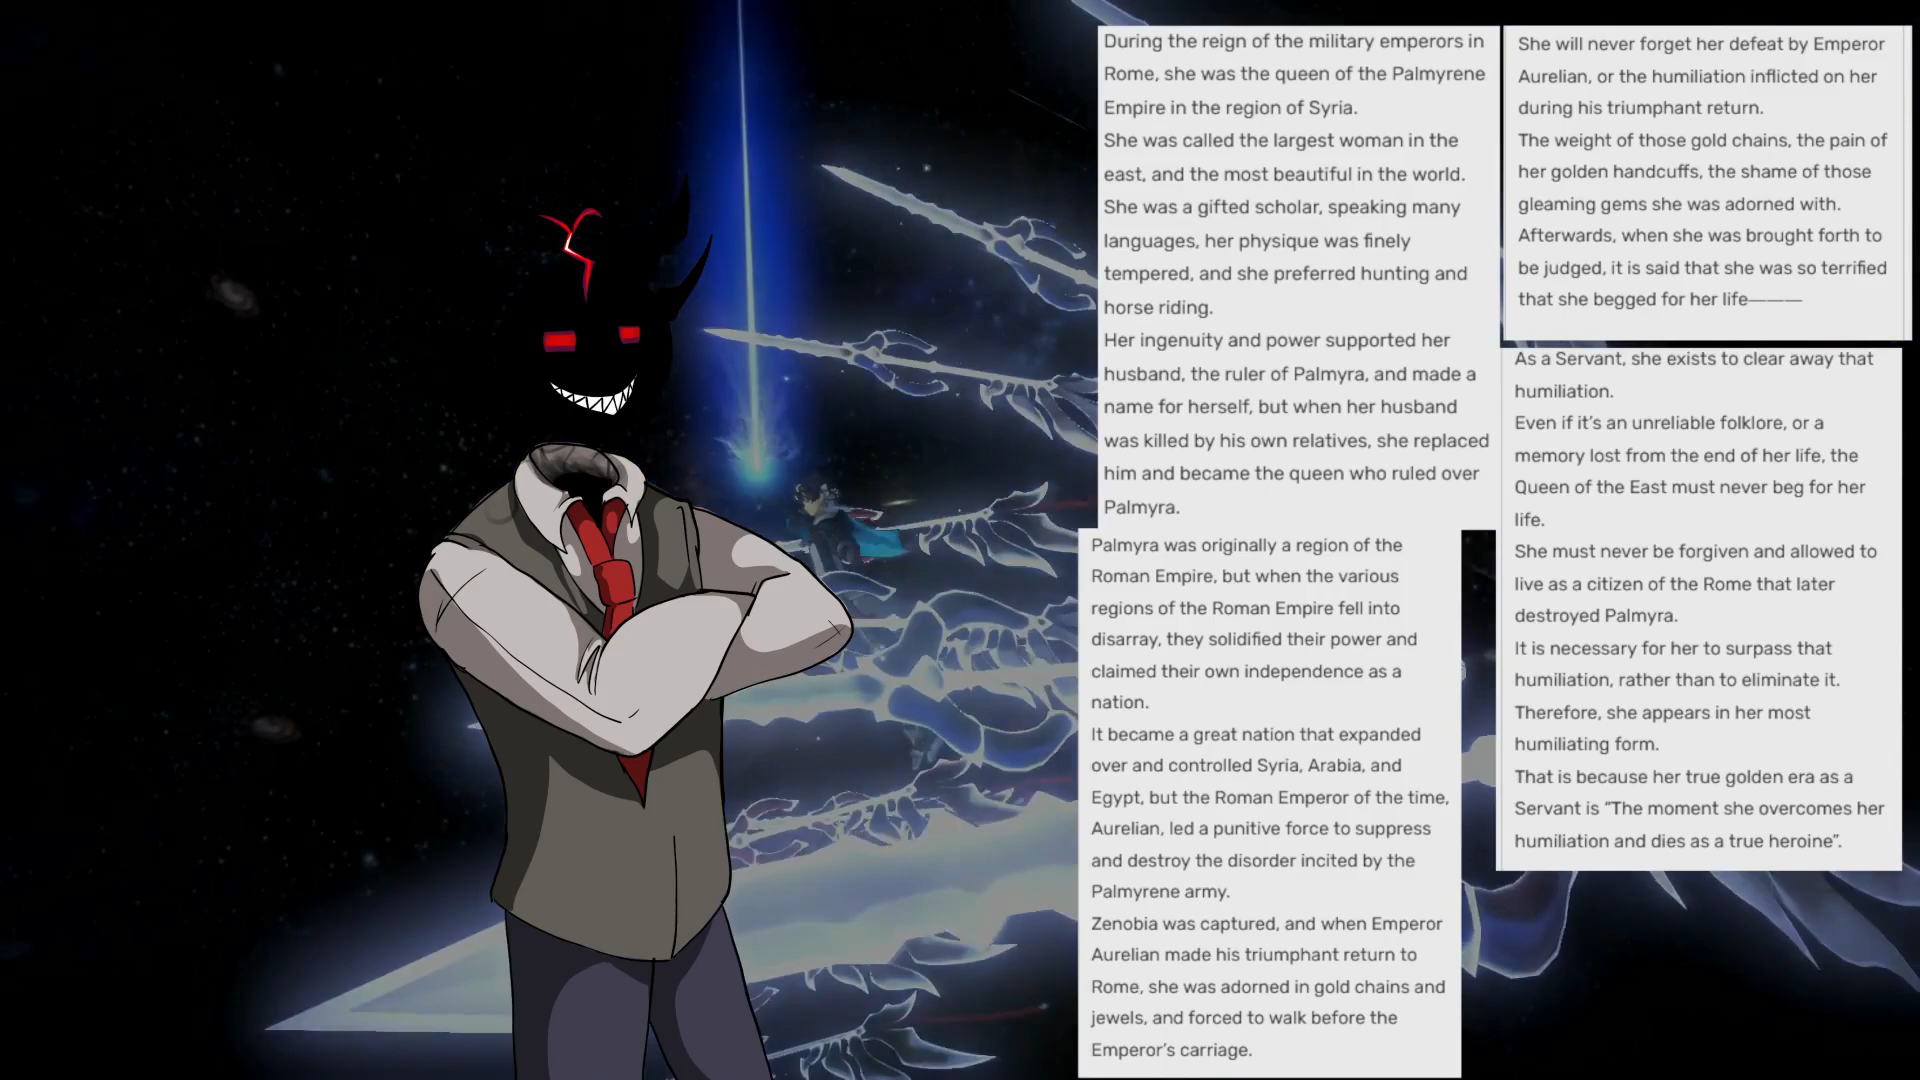 During the reign of the military emperors in
Rome, she was the queen of the Palmyrene
Empire in the region of Syria.
She was called the largest woman in the
east, and the most beautiful in the world.
She was a gifted scholar, speaking many
languages, her physique was finely
tempered, and she preferred hunting and
horse riding.
Her ingenuity and power supported her
husband, the ruler of Palmyra, and made a
name for herself, but when her husband
was killed by his own relatives, she replaced
him and became the queen who ruled over
Palmyra.
Palmyra was originally a region of the
Roman Empire, but when the various
regions of the Roman Empire fell into
disarray, they solidified their power and
claimed their own independence as a
nation.
It became a great nation that expanded
over and controlled Syria, Arabia, and
Egypt, but the Roman Emperor of the time,
Aurelian, led a punitive force to suppress
and destroy the disorder incited by the
Palmyrene army.
Zenobia was captured, and when Emperor
Aurelian made his triumphant return to
Rome, she was adorned in gold chains and
jewels, and forced to walk before the
Emperor's carriage.
She will never forget her defeat by Emperor
Aurelian, or the humiliation inflicted on her
during his triumphant return.
The weight of those gold chains, the pain of
her golden handcuffs, the shame of those
gleaming gems she was adorned with.
Afterwards, when she was brought forth to
be judged, it is said that she was so terrified
that she begged for her life———
As a Servant, she exists to clear away that
humiliation.
Even if it's an unreliable folklore, or a
memory lost from the end of her life, the
Queen of the East must never beg for her
life.
She must never be forgiven and allowed to
live as a citizen of the Rome that later
destroyed Palmyra.
It is necessary for her to surpass that
humiliation, rather than to eliminate it.
Therefore, she appears in her most
humiliating form.
That is because her true golden era as a
Servant is "The moment she overcomes her
humiliation and dies as a true heroine".